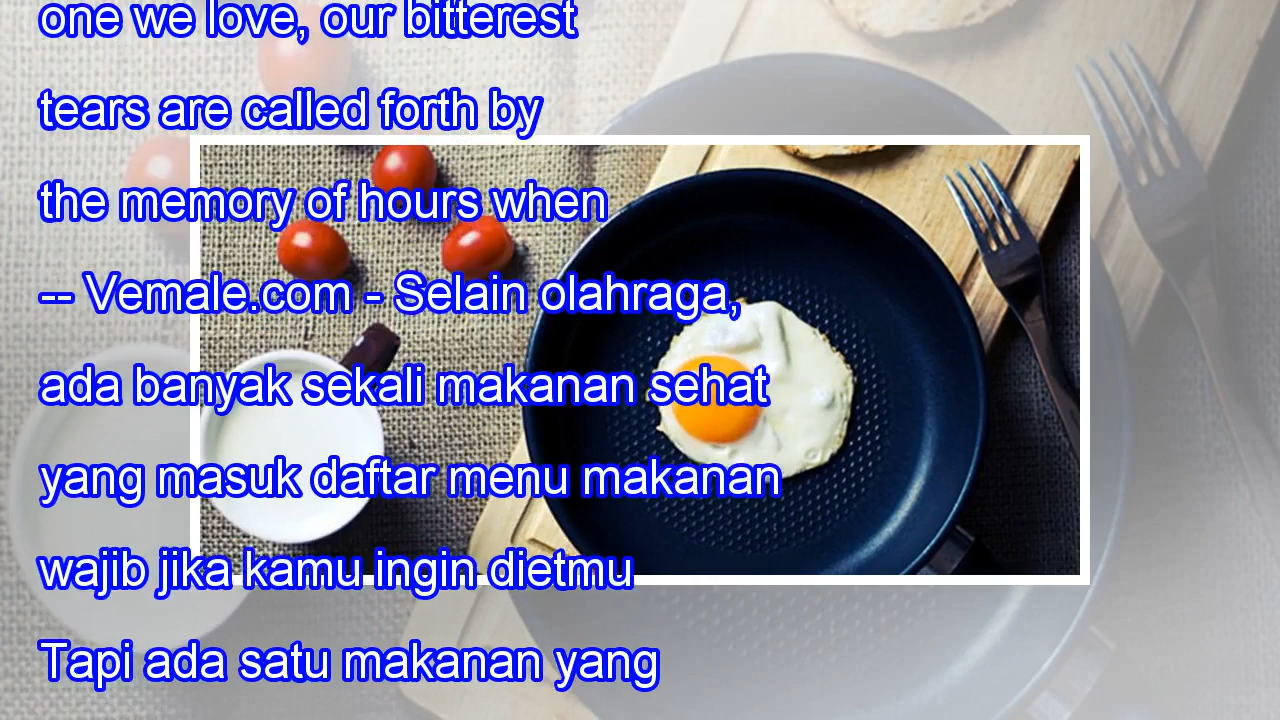 one we love, our bitterest
tears are called forth by
the memory of hours when
-- Vemale.com - Selain olahraga,
ada banyak sekali makanan sehat
yang masuk daftar menu makanan
wajib jika kamu ingin dietmu
Tapi ada satu makanan yang